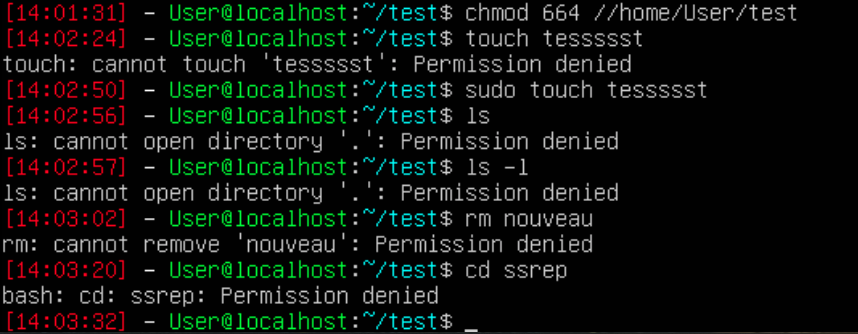 [14:01:31] - User@localhost:~/test$ chmod 664 //home/User/test
[14:02:24] - User@localhost:~/test$ touch tessssst
touch: cannot touch 'tessssst': Permission denied
[14:02:50] - User@localhost:~/test$ sudo touch tessssst
[14:02:56] - User@localhost:~/test$ ls
ls: cannot open directory '.': Permission denied
[14:02:57] - User@localhost:~/test$ ls -l
ls: cannot open directory '.': Permission denied
[14:03:02] - User@localhost:~/test$ rm nouveau
rm: cannot remove 'nouveau': Permission denied
[14:03:20] - User@localhost:~/test$ cd ssrep
bash: cd: ssrep: Permission denied
[14:03:32] - User@localhost:~/test$ _